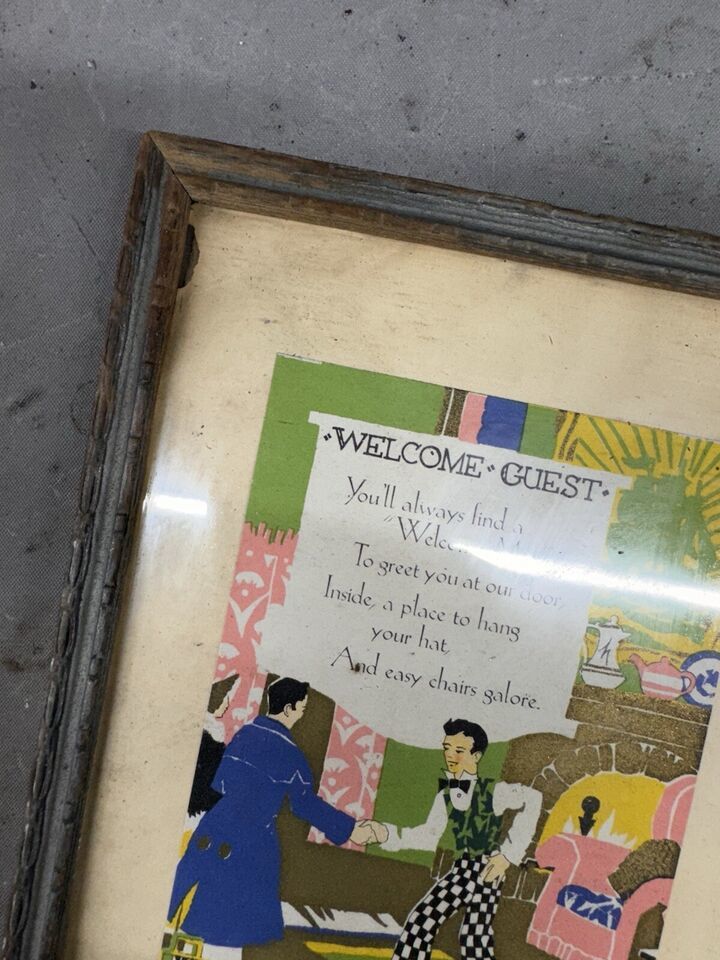 WELCOME GUEST
You'll always find a
"Welcome
To greet you at our door,
Inside, a place to hang
your hat,
And easy chairs galore.